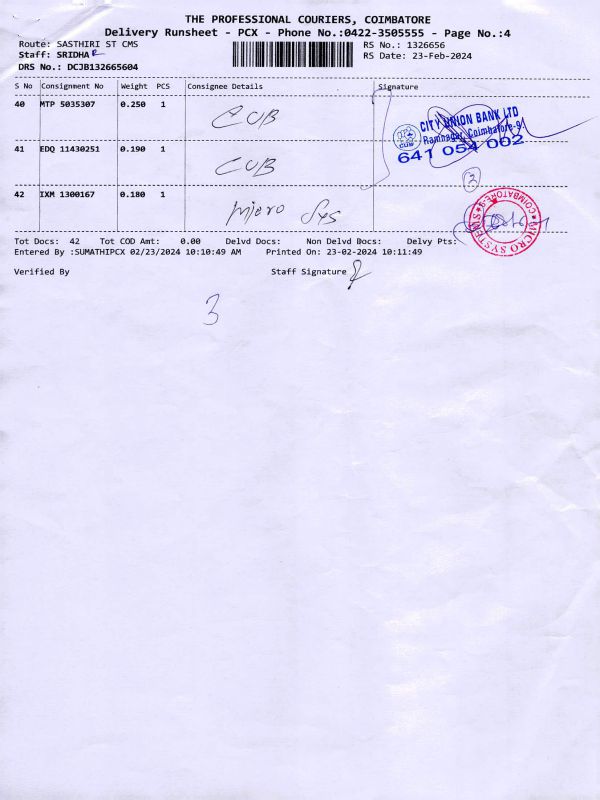 THE PROFESSIONAL COURIERS, COIMBATORE
Delivery Runsheet - PCX - Phone No.:0422-3505555 - Page No.:4
Route: SASTHIRI ST CMS
RS No.: 1326656
Staff: SRIDHAR
RS Date: 23-Feb-2024
DRS No.: DCJB132665604
S No Consignment No Weight PCS Consignee Details Signature
40 MTP 5035307 0.250 1 CUB
CITY UNION BANK LTD
Ramnagar, Coimbatore-9.
CUB
641 054 002
41 EDQ 11430251 0.190 1 CUB
2
42 IXM 1300167 0.180 1 Micro Sys
MICRO SYSTEMS COIMBATORE-9
Tot Docs: 42 Tot COD Amt: 0.00 Delvd Docs: Non Delvd Docs: Delvy Pts:
Entered By :SUMATHIPCX 02/23/2024 10:10:49 AM Printed On: 23-02-2024 10:11:49
Verified By Staff Signature
3